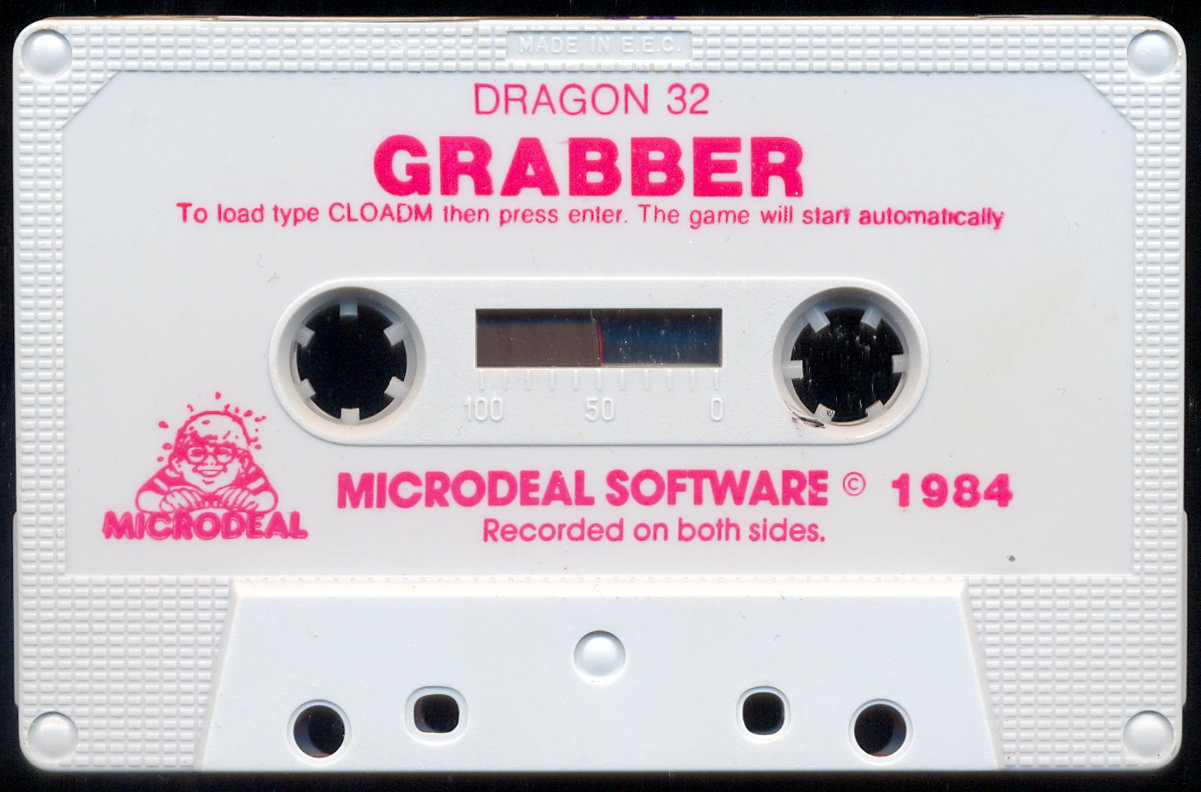 MADE IN E.E.C.
DRAGON 32
GRABBER
To load type CLOADM then press enter. The game will start automatically
100 50 0
MICRODEAL
MICRODEAL SOFTWARE © 1984
Recorded on both sides.